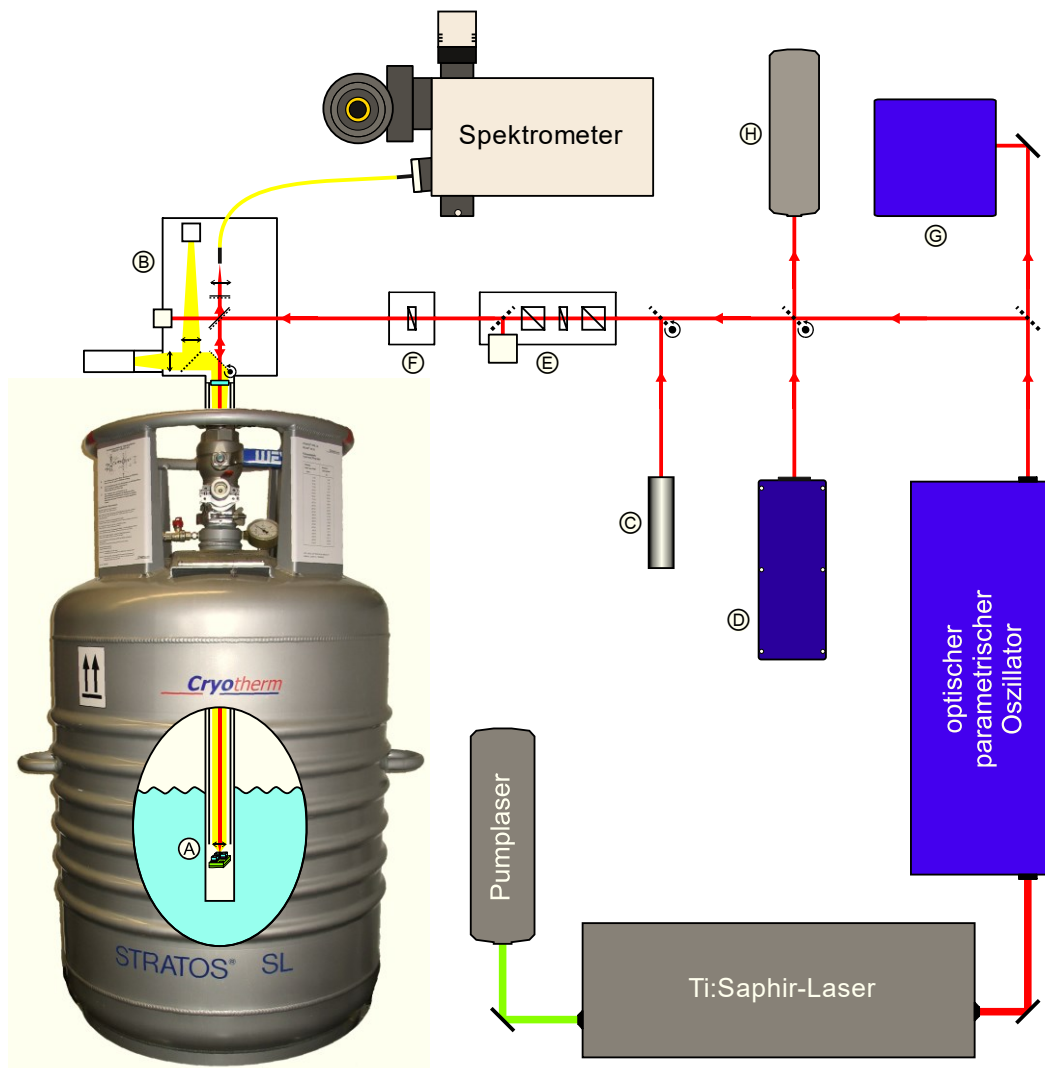 Spektrometer
H
G
B
F
E
C
D
optischer
parametrischer
Oszillator
Cryotherm
A
Pumplaser
STRATOS® SL
Ti:Saphir-Laser